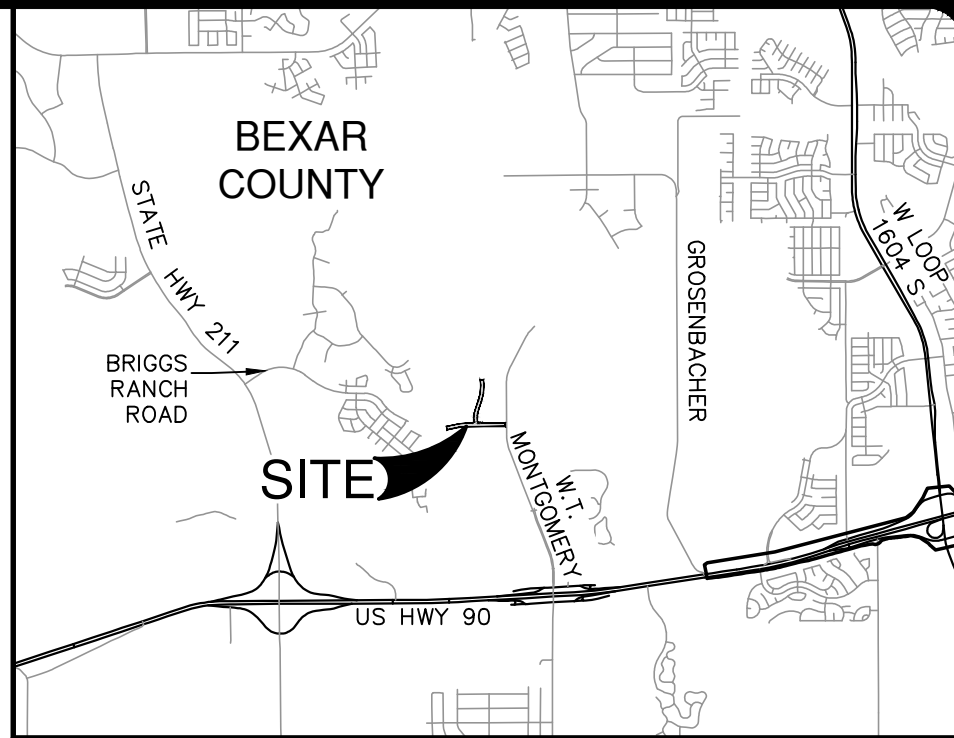 BEXAR
COUNTY
STATE HWY 211
W LOOP
1604 S
GROSENBACHER
BRIGGS
RANCH
ROAD
SITE
W.T.
MONTGOMERY
US HWY 90